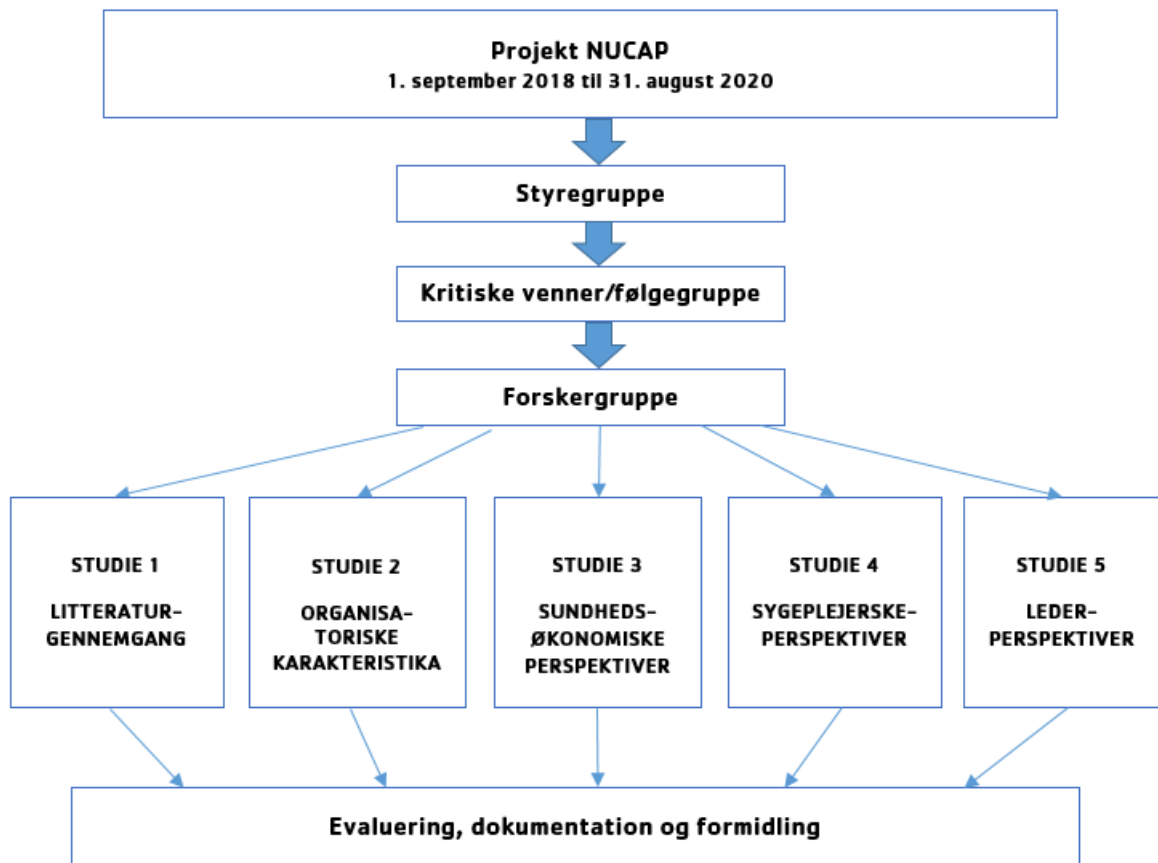 Projekt NUCAP
1. september 2018 til 31. august 2020
Styregruppe
Kritiske venner/følgegruppe
Forskergruppe
STUDIE 1
LITTERATUR-
GENNEMGANG
STUDIE 2
ORGANISA-
TORISKE
KARAKTERISTIKA
STUDIE 3
SUNDHEDS-
ØKONOMISKE
PERSPEKTIVER
STUDIE 4
SYGEPLEJERSKE-
PERSPEKTIVER
STUDIE 5
LEDER-
PERSPEKTIVER
Evaluering, dokumentation og formidling